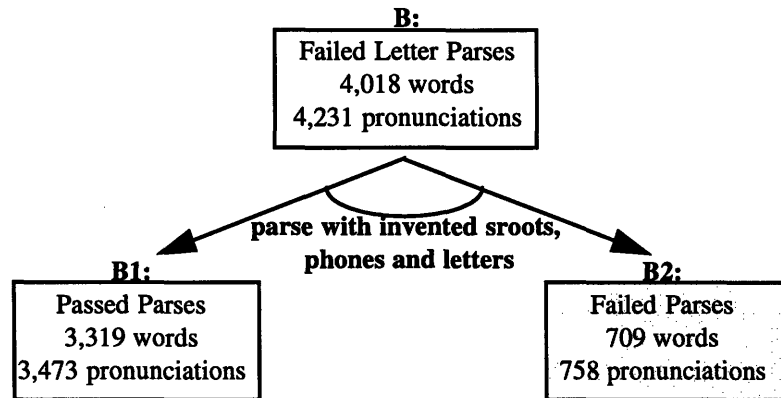 B:
Failed Letter Parses
4,018 words
4,231 pronunciations
parse with invented sroots,
phones and letters
B1:
Passed Parses
3,319 words
3,473 pronunciations
B2:
Failed Parses
709 words
758 pronunciations